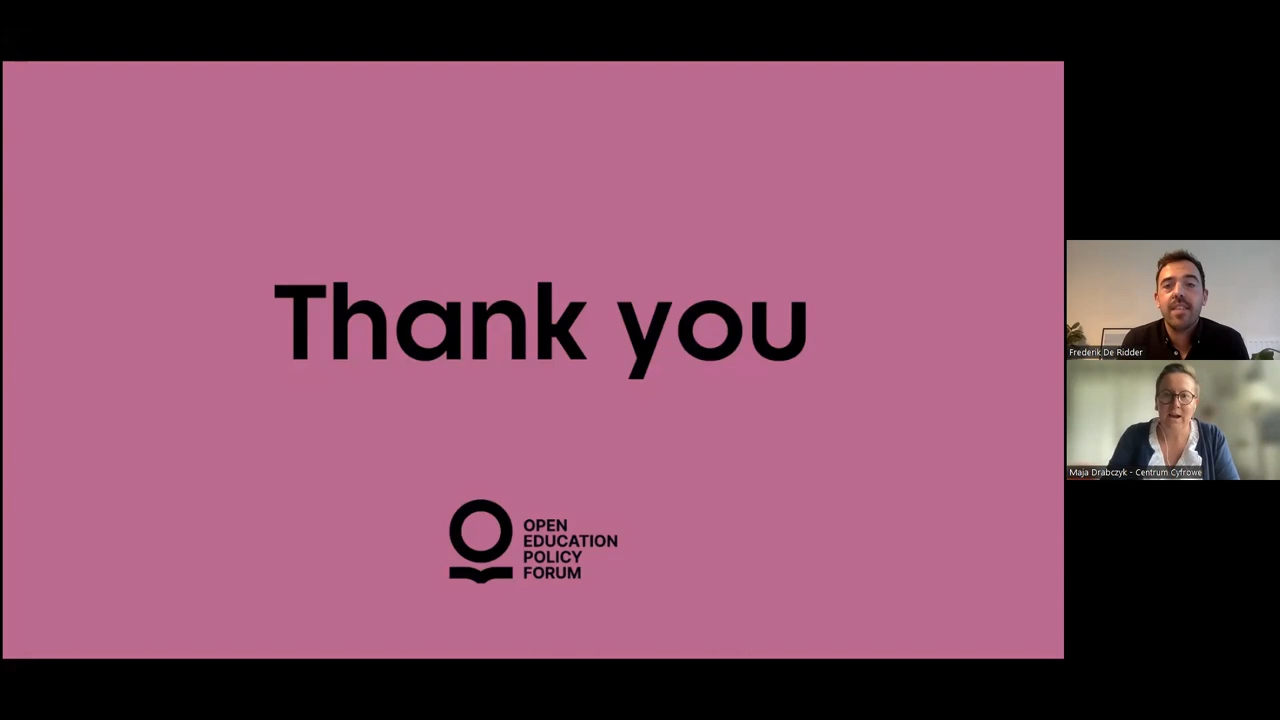 Thank you
OPEN
EDUCATION
POLICY
FORUM
Frederik De Ridder
Maja Drabczyk - Centrum Cyfrowe